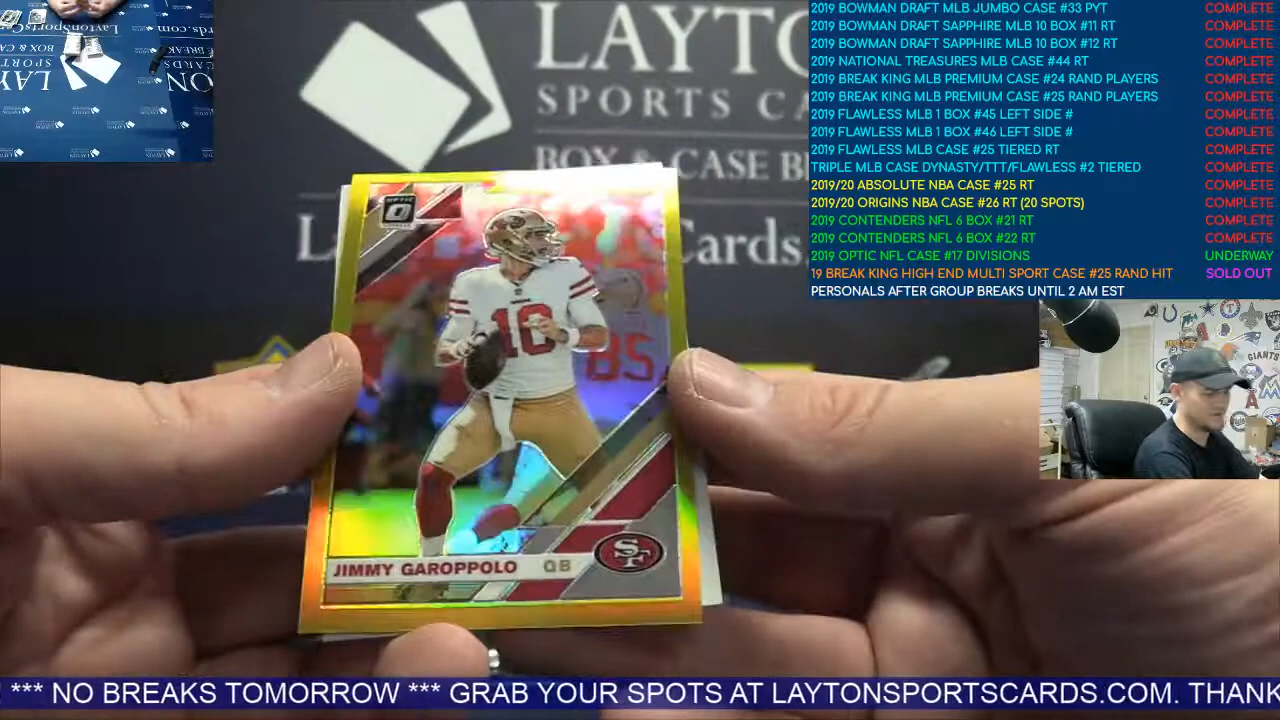 2019 BOWMAN DRAFT MLB JUMBO CASE #33 PYT COMPLETE
2019 BOWMAN DRAFT SAPPHIRE MLB 10 BOX #11 RT COMPLETE
2019 BOWMAN DRAFT SAPPHIRE MLB 10 BOX #12 RT COMPLETE
2019 NATIONAL TREASURES MLB CASE #44 RT COMPLETE
2019 BREAK KING MLB PREMIUM CASE #24 RAND PLAYERS COMPLETE
2019 BREAK KING MLB PREMIUM CASE #25 RAND PLAYERS COMPLETE
2019 FLAWLESS MLB 1 BOX #45 LEFT SIDE # COMPLETE
2019 FLAWLESS MLB 1 BOX #46 LEFT SIDE # COMPLETE
2019 FLAWLESS MLB CASE #25 TIERED RT COMPLETE
TRIPLE MLB CASE DYNASTY/TTT/FLAWLESS #2 TIERED COMPLETE
2019/20 ABSOLUTE NBA CASE #25 RT COMPLETE
2019/20 ORIGINS NBA CASE #26 RT (20 SPOTS) COMPLETE
2019 CONTENDERS NFL 6 BOX #21 RT COMPLETE
2019 CONTENDERS NFL 6 BOX #22 RT COMPLETE
2019 OPTIC NFL CASE #17 DIVISIONS UNDERWAY
19 BREAK KING HIGH END MULTI SPORT CASE #25 RAND HIT SOLD OUT
PERSONALS AFTER GROUP BREAKS UNTIL 2 AM EST
LAYTO
SPORTS CA
BOX & CASE B
L
Cards.
OPTIC
10
85
JIMMY GAROPPOLO QB
SF
GIANTS
*** NO BREAKS TOMORROW *** GRAB YOUR SPOTS AT LAYTONSPORTSCARDS.COM. THANK